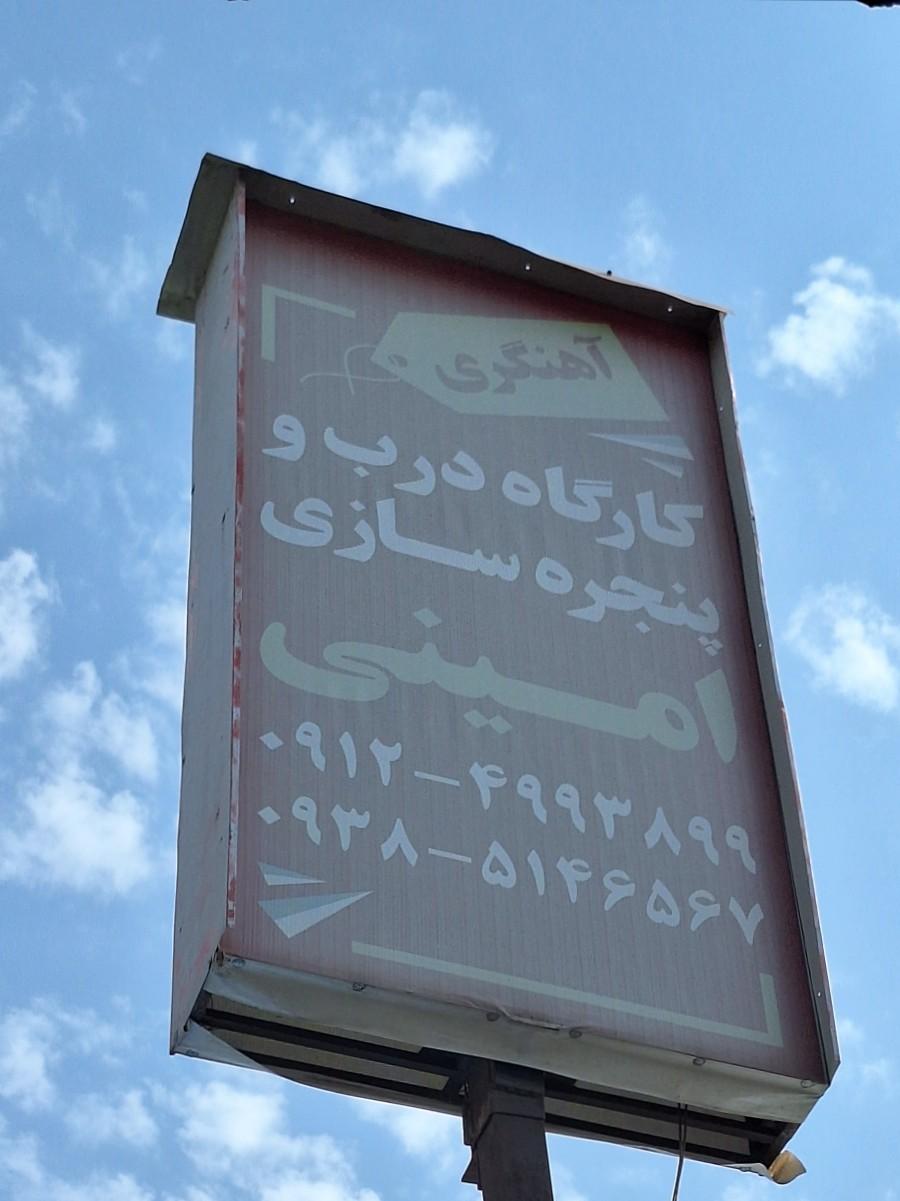 آهنگری
کارگاه درب و
پنجره سازی
امینی
۰۹۱۲-۴۹۹۳۸۹۹
۰۹۳۸-۵۱۴۶۵۶۷